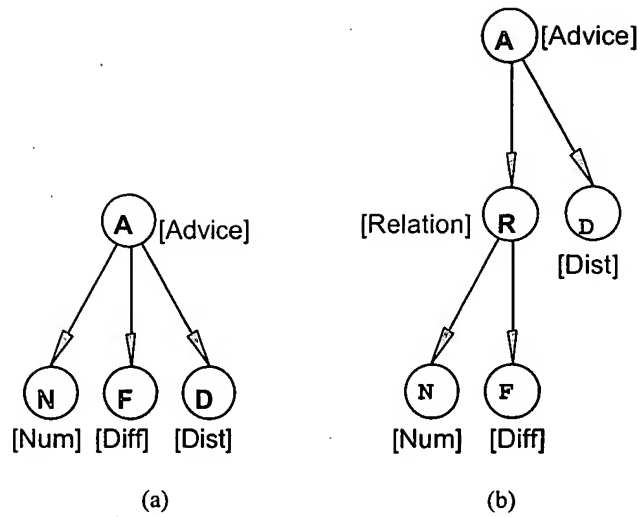 A [Advice]
N F D
[Num] [Diff] [Dist]
(a)
A [Advice]
[Relation] R D
[Dist]
N F
[Num] [Diff]
(b)